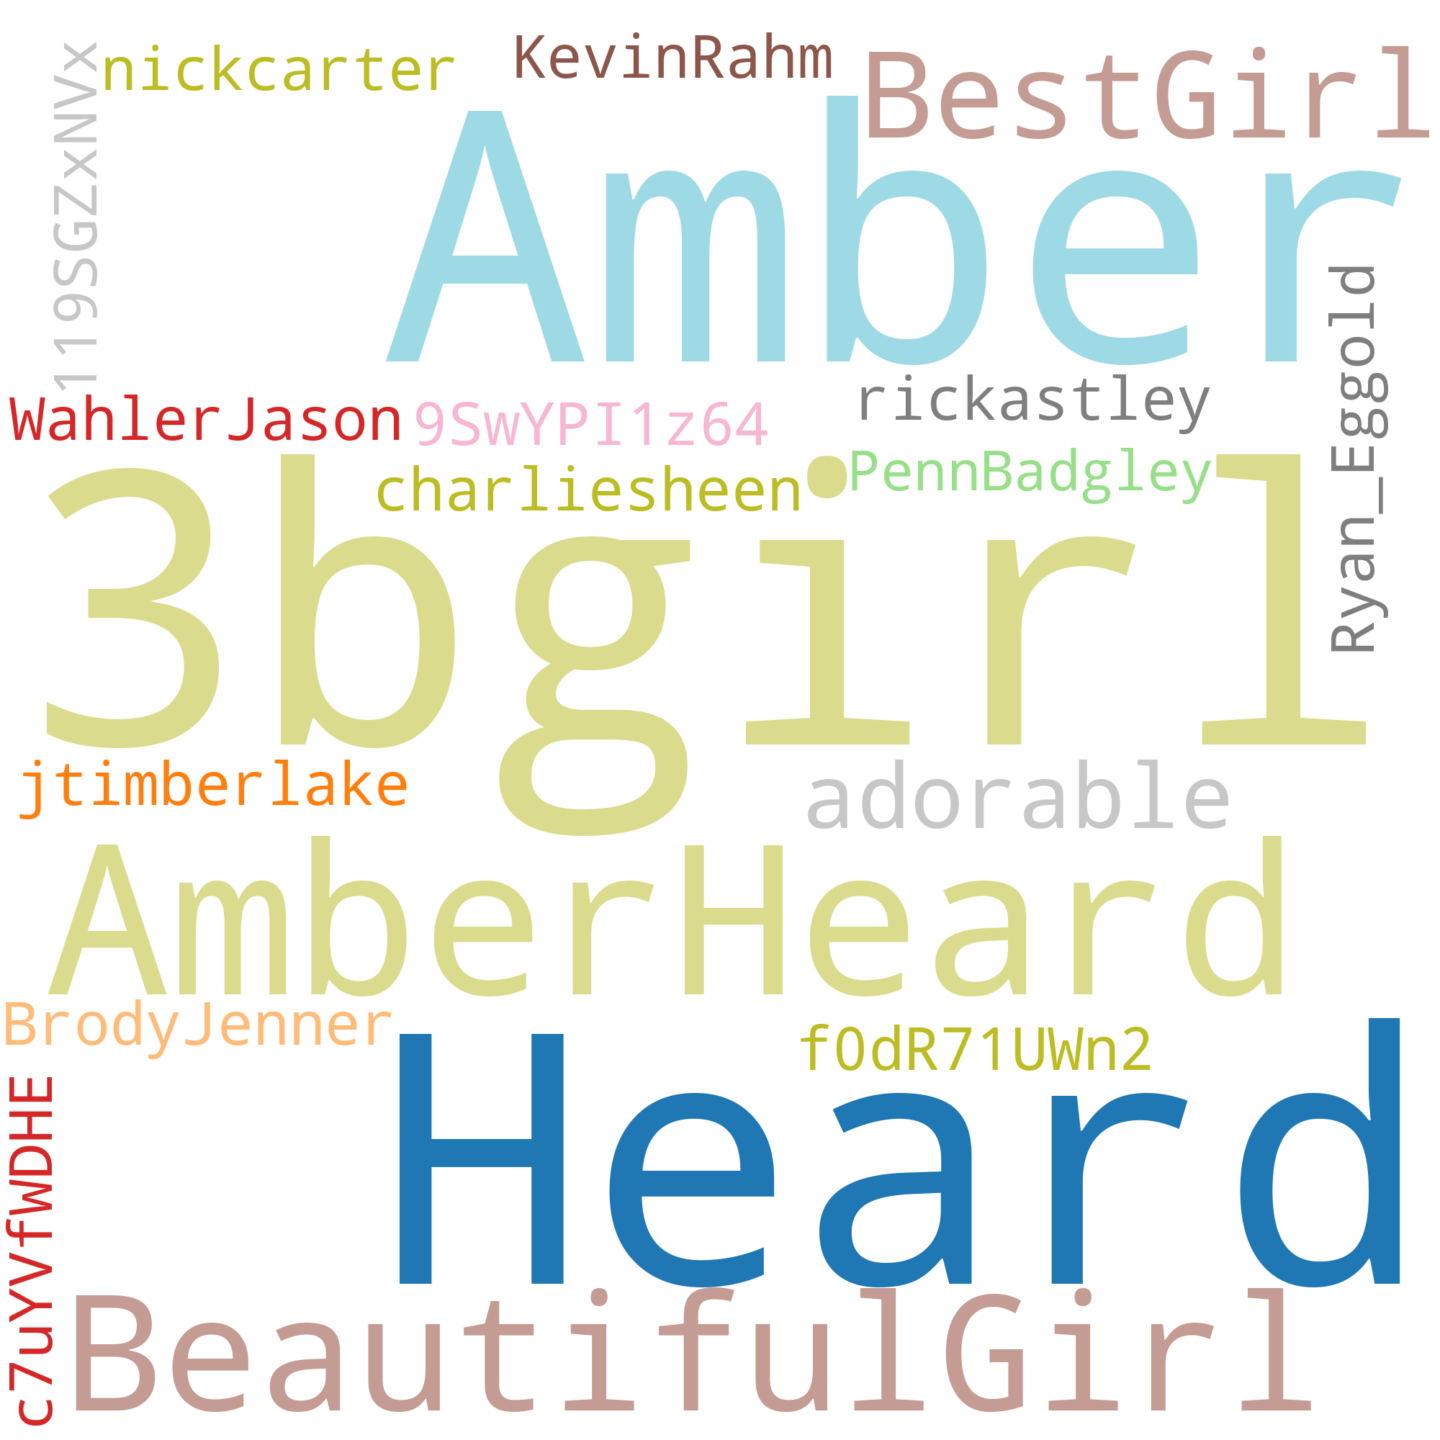 nickcarter
KevinRahm
BestGirl
119SGZxNVx
Amber
Ryan_Eggold
WahlerJason
9SwYPI1z64
rickastley
charliesheen
PennBadgley
3bgirl
jtimberlake
adorable
AmberHeard
BrodyJenner
f0dR71UWn2
Heard
c7uYVfWDHE
BeautifulGirl